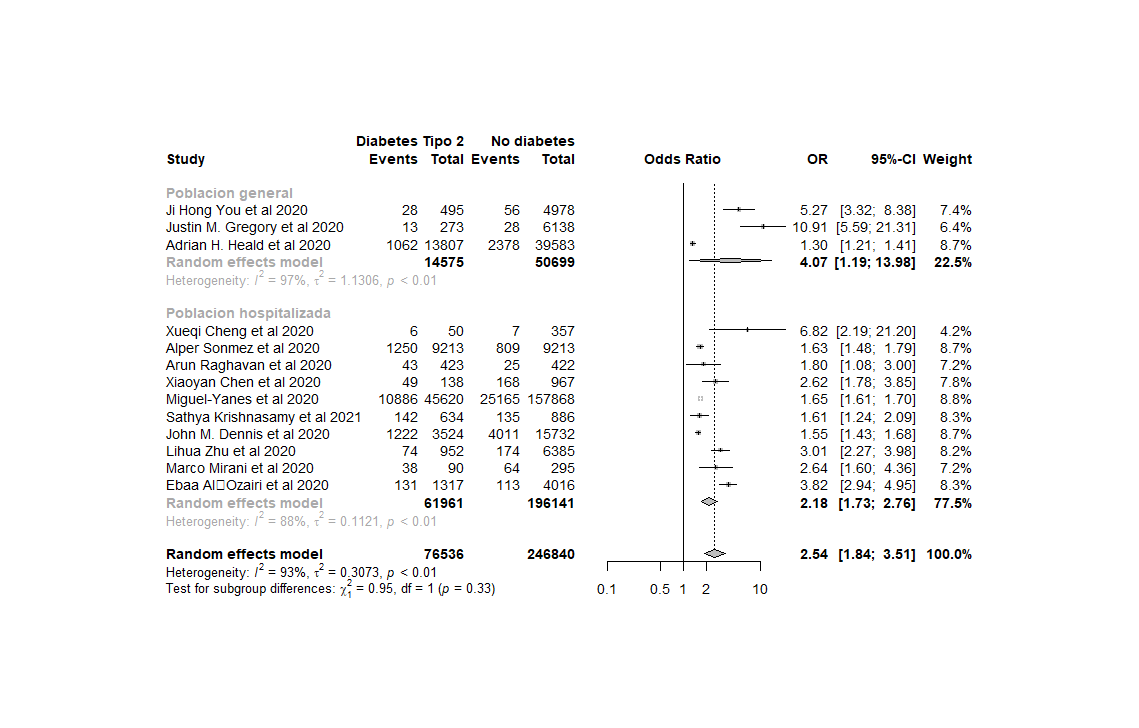 Diabetes Tipo 2 No diabetes
Study Events Total Events Total Odds Ratio OR 95%-CI Weight
Poblacion general
Ji Hong You et al 2020 28 495 56 4978 5.27 [3.32; 8.38] 7.4%
Justin M. Gregory et al 2020 13 273 28 6138 10.91 [5.59; 21.31] 6.4%
Adrian H. Heald et al 2020 1062 13807 2378 39583 1.30 [1.21; 1.41] 8.7%
Random effects model 14575 50699 4.07 [1.19; 13.98] 22.5%
Heterogeneity: I² = 97%, τ² = 1.1306, p < 0.01
Poblacion hospitalizada
Xueqi Cheng et al 2020 6 50 7 357 6.82 [2.19; 21.20] 4.2%
Alper Sonmez et al 2020 1250 9213 809 9213 1.63 [1.48; 1.79] 8.7%
Arun Raghavan et al 2020 43 423 25 422 1.80 [1.08; 3.00] 7.2%
Xiaoyan Chen et al 2020 49 138 168 967 2.62 [1.78; 3.85] 7.8%
Miguel-Yanes et al 2020 10886 45620 25165 157868 1.65 [1.61; 1.70] 8.8%
Sathya Krishnasamy et al 2021 142 634 135 886 1.61 [1.24; 2.09] 8.3%
John M. Dennis et al 2020 1222 3524 4011 15732 1.55 [1.43; 1.68] 8.7%
Lihua Zhu et al 2020 74 952 174 6385 3.01 [2.27; 3.98] 8.2%
Marco Mirani et al 2020 38 90 64 295 2.64 [1.60; 4.36] 7.2%
Ebaa Al□Ozairi et al 2020 131 1317 113 4016 3.82 [2.94; 4.95] 8.3%
Random effects model 61961 196141 2.18 [1.73; 2.76] 77.5%
Heterogeneity: I² = 88%, τ² = 0.1121, p < 0.01
Random effects model 76536 246840 2.54 [1.84; 3.51] 100.0%
Heterogeneity: I² = 93%, τ² = 0.3073, p < 0.01
Test for subgroup differences: χ²₁ = 0.95, df = 1 (p = 0.33)
0.1 0.5 1 2 10